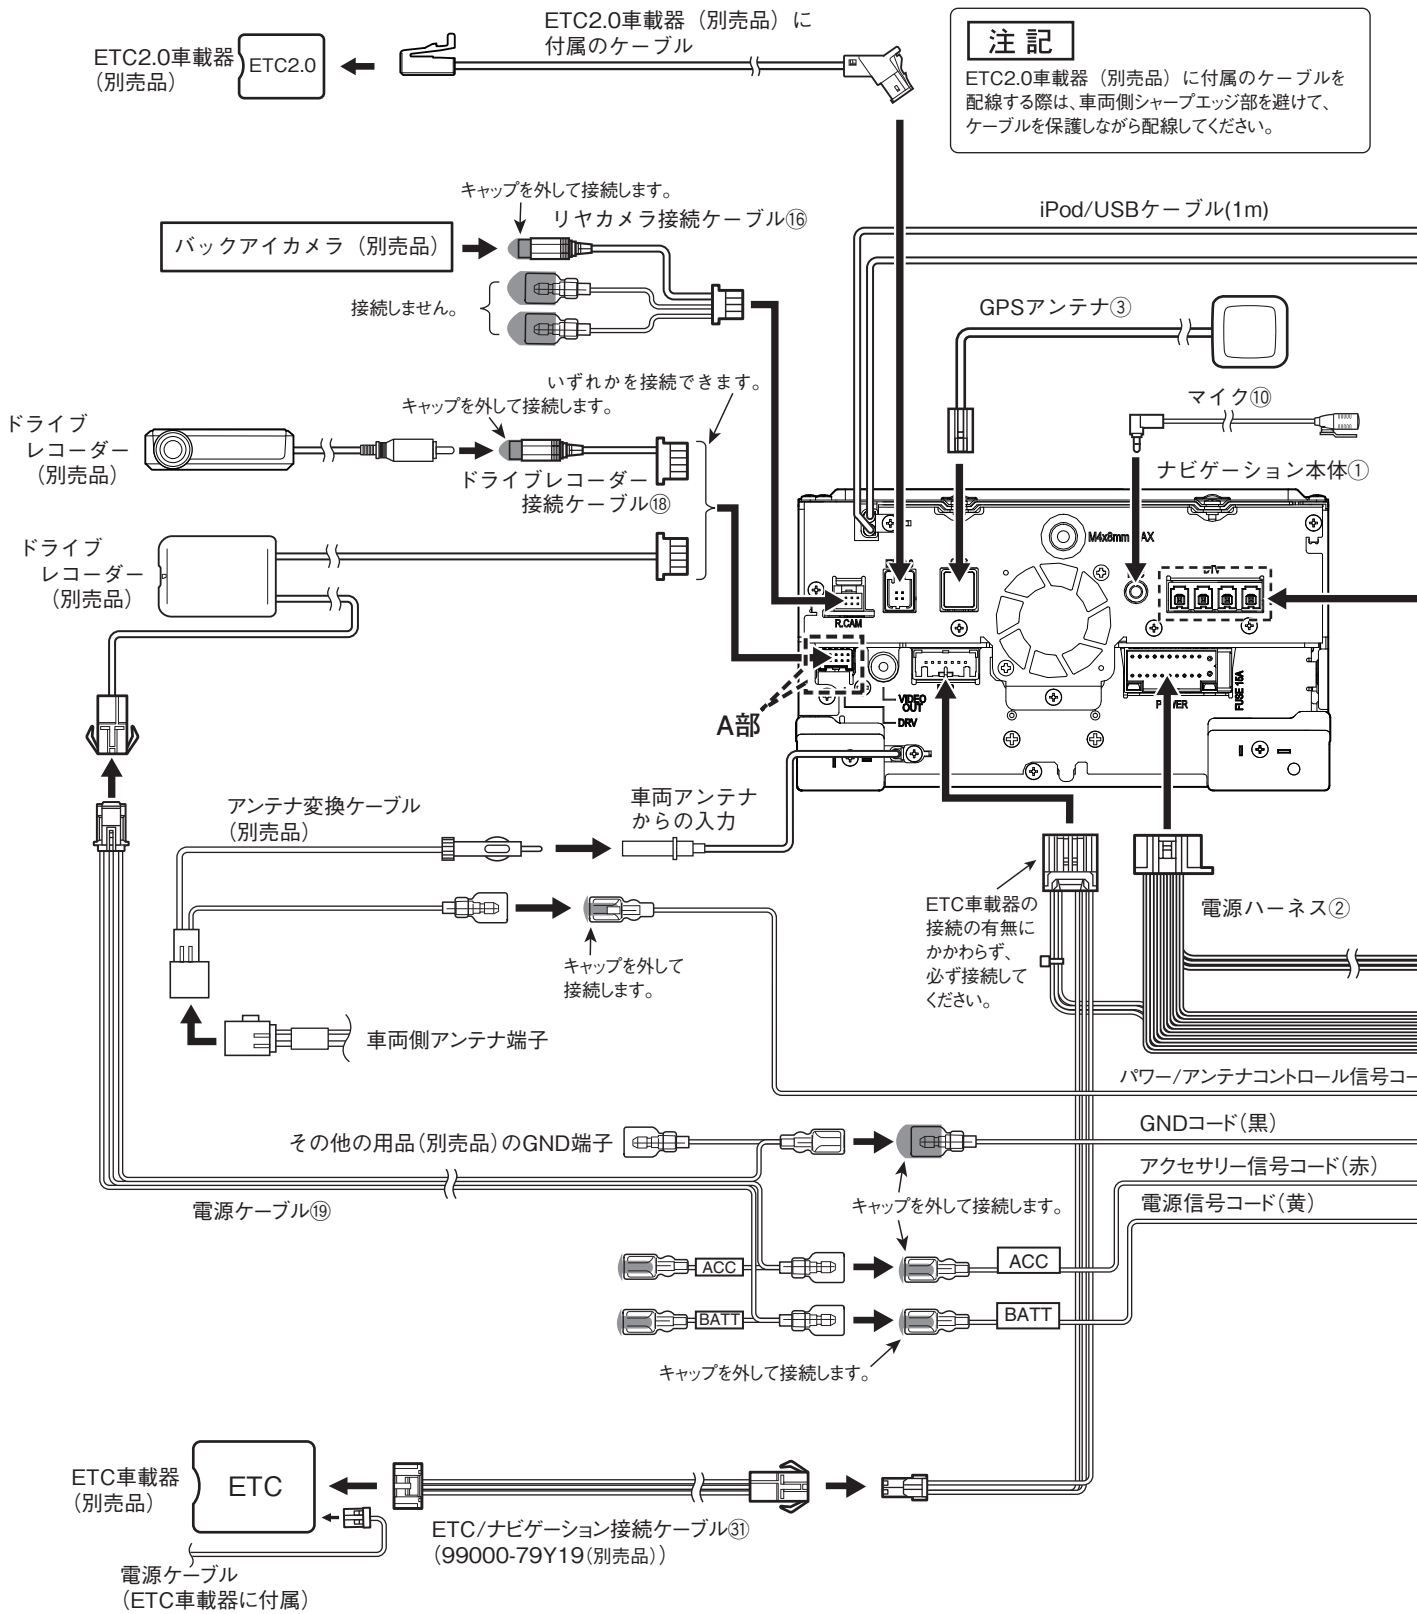 ETC2.0車載器（別売品）に
付属のケーブル
ETC2.0車載器
（別売品）
ETC2.0
注 記
ETC2.0車載器（別売品）に付属のケーブルを
配線する際は、車両側シャープエッジ部を避けて、
ケーブルを保護しながら配線してください。
キャップを外して接続します。
リヤカメラ接続ケーブル⑯
iPod/USBケーブル(1m)
バックアイカメラ（別売品）
接続しません。
GPSアンテナ③
いずれかを接続できます。
キャップを外して接続します。
マイク⑩
ドライブ
レコーダー
（別売品）
ドライブレコーダー
接続ケーブル⑱
ナビゲーション本体①
ドライブ
レコーダー
（別売品）
R.CAM
VIDEO
OUT
DRV
FUSE 15A
A部
アンテナ変換ケーブル
（別売品）
車両アンテナ
からの入力
ETC車載器の
接続の有無に
かかわらず、
必ず接続して
ください。
電源ハーネス②
キャップを外して
接続します。
車両側アンテナ端子
パワー/アンテナコントロール信号コー
その他の用品（別売品）のGND端子
GNDコード（黒）
アクセサリー信号コード（赤）
電源ケーブル⑲
キャップを外して接続します。
電源信号コード（黄）
ACC
ACC
BATT
BATT
キャップを外して接続します。
ETC車載器
（別売品）
ETC
ETC/ナビゲーション接続ケーブル㉛
（99000-79Y19（別売品））
電源ケーブル
（ETC車載器に付属）